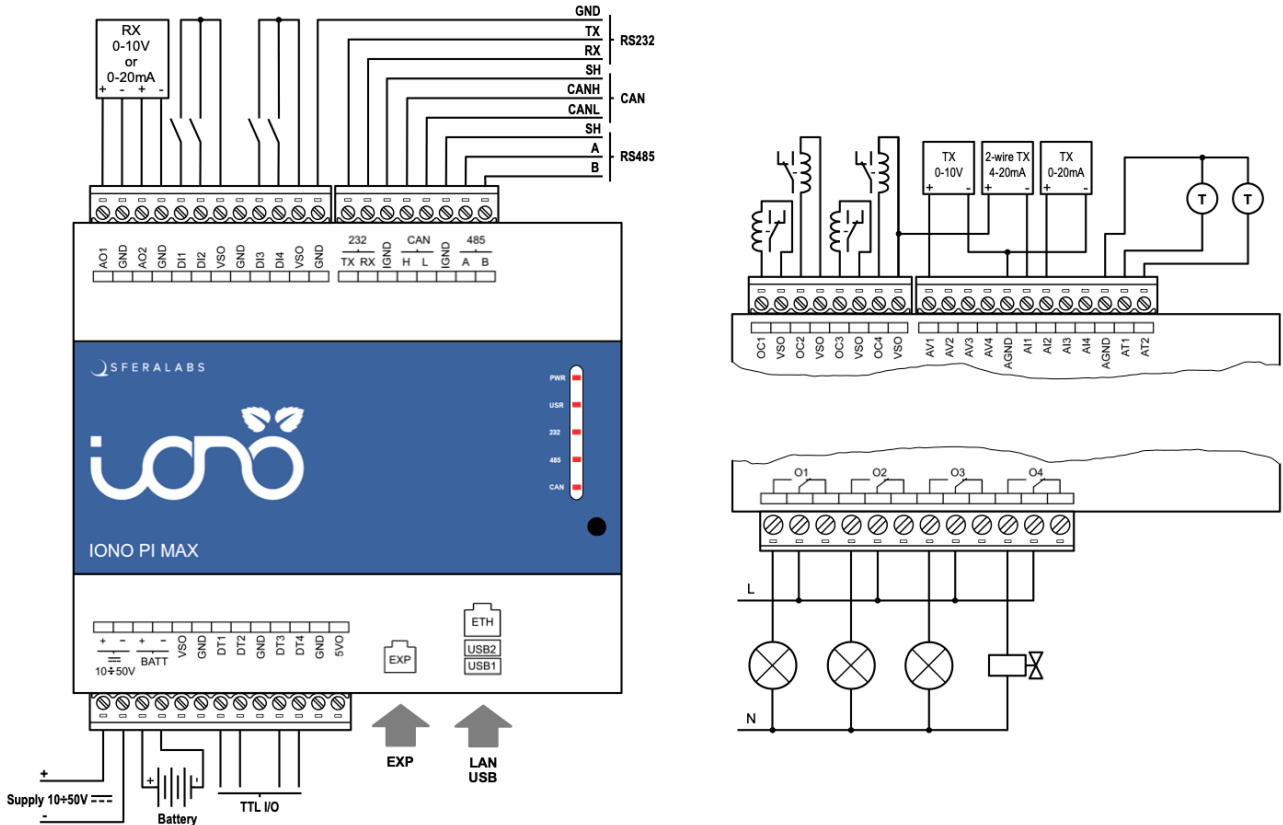 RX
0-10V
or
0-20mA
+ - + -
GND
TX
RX
RS232
SH
CANH
CANL
CAN
SH
A
B
RS485
AO1 GND AO2 GND DI1 DI2 VSO GND DI3 DI4 VSO GND
232 CAN 485
TX RX IGND H L IGND A B
SFERALABS
iono
PWR
USR
232
485
CAN
IONO PI MAX
+ - + - VSO GND DT1 DT2 GND DT3 DT4 GND 5VO
10÷50V BATT
EXP
ETH
USB2
USB1
+
Supply 10÷50V
-
+ -
Battery
TTL I/O
EXP
LAN
USB
TX
0-10V
+ -
2-wire TX
4-20mA
+ -
TX
0-20mA
+ -
T T
OC1 VSO OC2 VSO OC3 VSO OC4 VSO
AV1 AV2 AV3 AV4 AGND AI1 AI2 AI3 AI4 AGND AT1 AT2
O1 O2 O3 O4
L
N